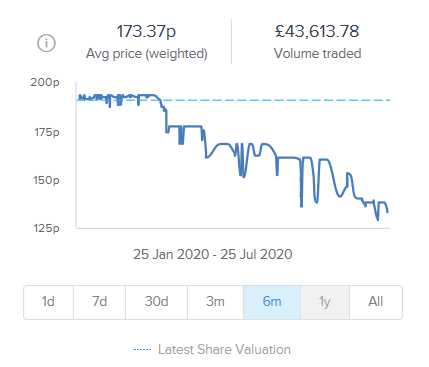 173.37p £43,613.78
i Avg price (weighted) Volume traded
200p
175p
150p
125p
25 Jan 2020 - 25 Jul 2020
1d 7d 30d 3m 6m 1y All
Latest Share Valuation